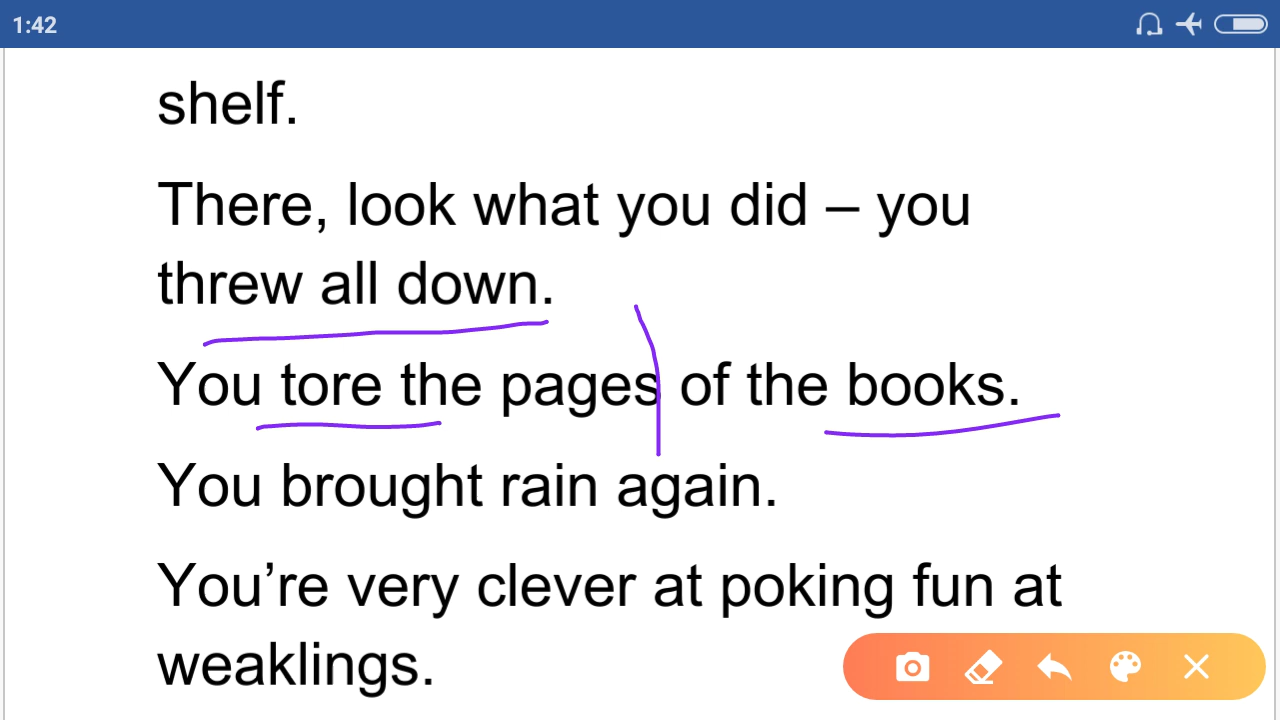 1:42
shelf.
There, look what you did – you
threw all down.
You tore the pages of the books.
You brought rain again.
You’re very clever at poking fun at
weaklings.